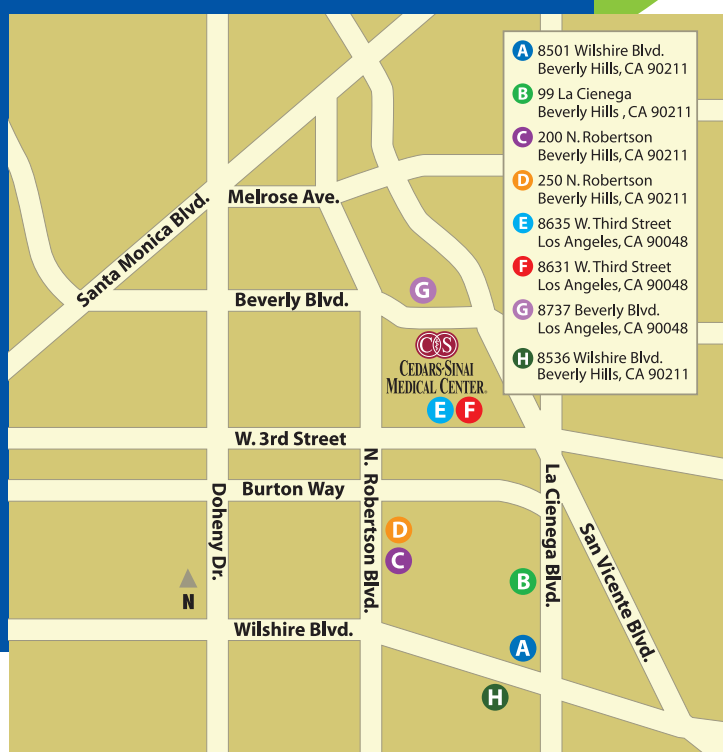 A 8501 Wilshire Blvd.
Beverly Hills, CA 90211
B 99 La Cienega
Beverly Hills , CA 90211
C 200 N. Robertson
Beverly Hills, CA 90211
D 250 N. Robertson
Beverly Hills, CA 90211
E 8635 W. Third Street
Los Angeles, CA 90048
F 8631 W. Third Street
Los Angeles, CA 90048
G 8737 Beverly Blvd.
Los Angeles, CA 90048
H 8536 Wilshire Blvd.
Beverly Hills, CA 90211
Santa Monica Blvd.
Melrose Ave.
Beverly Blvd.
G
CS
CEDARS-SINAI
MEDICAL CENTER®
E F
W. 3rd Street
Burton Way
Doheny Dr.
N. Robertson Blvd.
La Cienega Blvd.
San Vicente Blvd.
D
C
B
N
Wilshire Blvd.
A
H